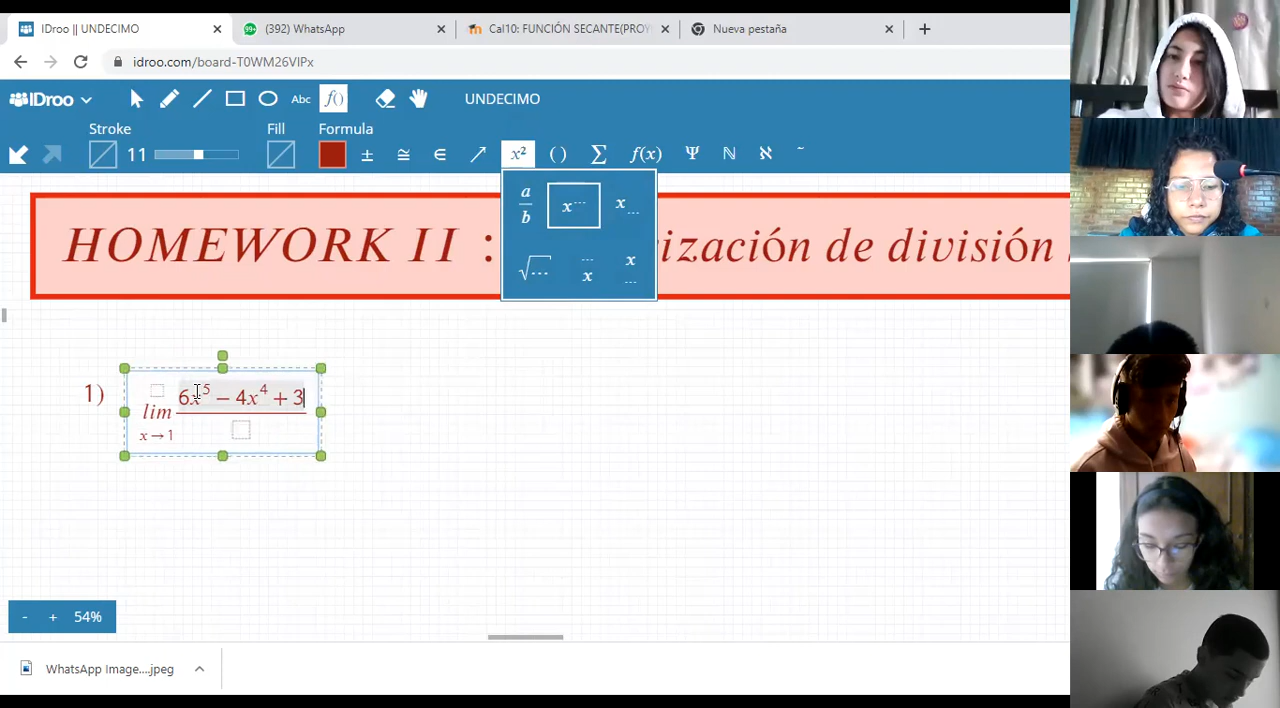 IDroo || UNDECIMO
(392) WhatsApp
Cal10: FUNCIÓN SECANTE(PROY
Nueva pestaña
idroo.com/board-T0WM26VIPx
IDroo
Abc
f()
UNDECIMO
Stroke
Fill
Formula
11
± ≅ ∈ x² ( ) ∑ f(x) Ψ ℕ ℵ ~
a/b x... x...
√... ...x x...
HOMEWORK II : ización de división
1) lim x → 1 (6x⁵ − 4x⁴ + 3)/□
- + 54%
WhatsApp Image....jpeg